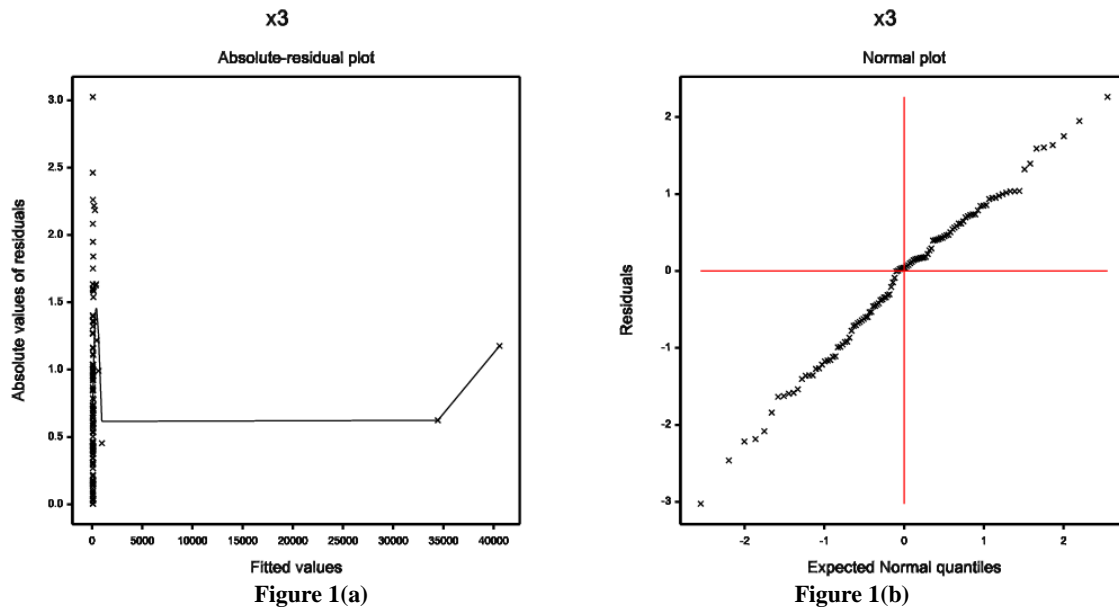 x3
Absolute-residual plot
Absolute values of residuals
3.0
2.5
2.0
1.5
1.0
0.5
0.0
0 5000 10000 15000 20000 25000 30000 35000 40000
Fitted values
Figure 1(a)
x3
Normal plot
Residuals
2
1
0
-1
-2
-3
-2 -1 0 1 2
Expected Normal quantiles
Figure 1(b)